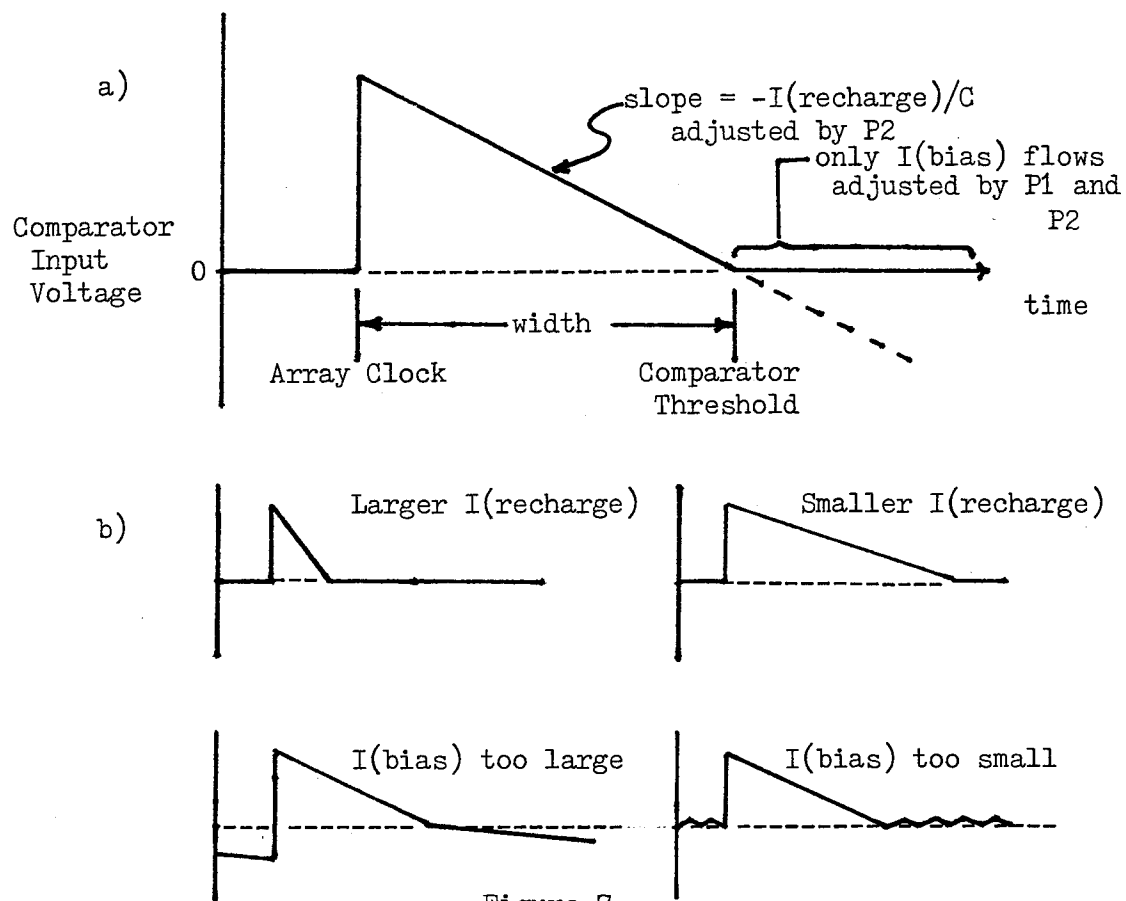 a)
slope = -I(recharge)/C
adjusted by P2
only I(bias) flows
adjusted by P1 and
P2
Comparator
Input
Voltage
0
time
width
Array Clock
Comparator
Threshold
b)
Larger I(recharge)
Smaller I(recharge)
I(bias) too large
I(bias) too small